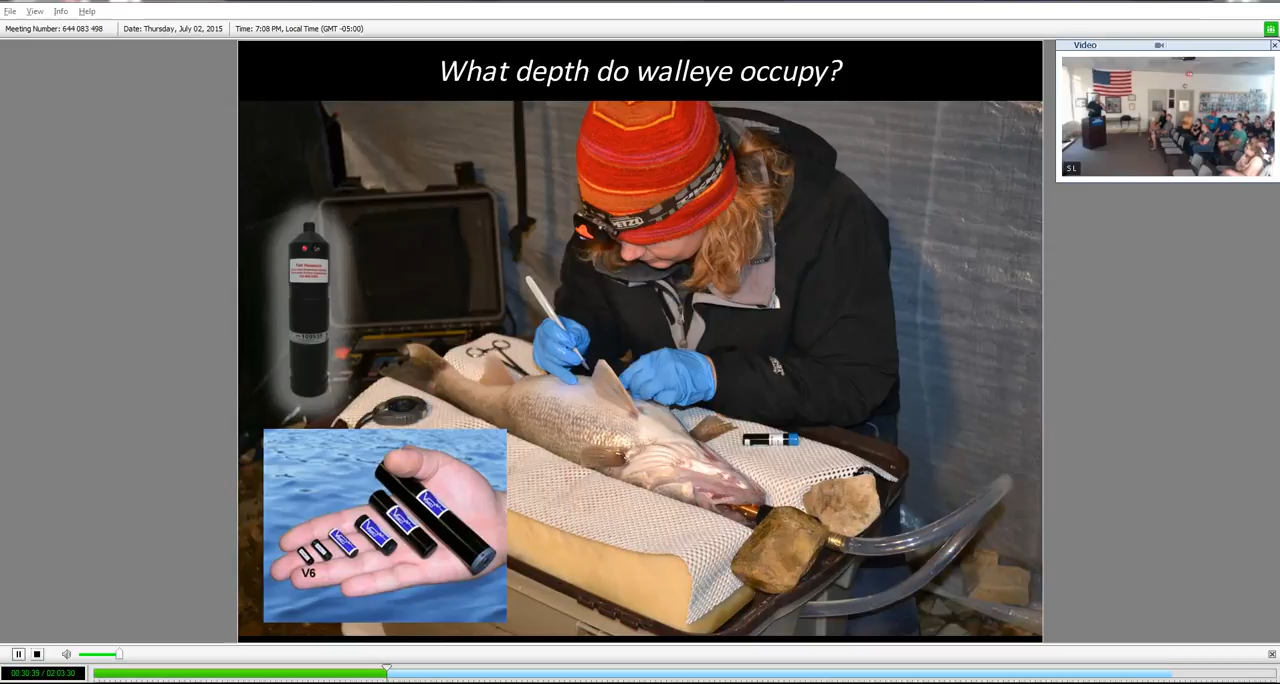 File View Info Help
Meeting Number: 644 083 498 Date: Thursday, July 02, 2015 Time: 7:08 PM, Local Time (GMT -05:00)
Video
What depth do walleye occupy?
SL
PETZL
V6
00:30:39 / 02:03:30